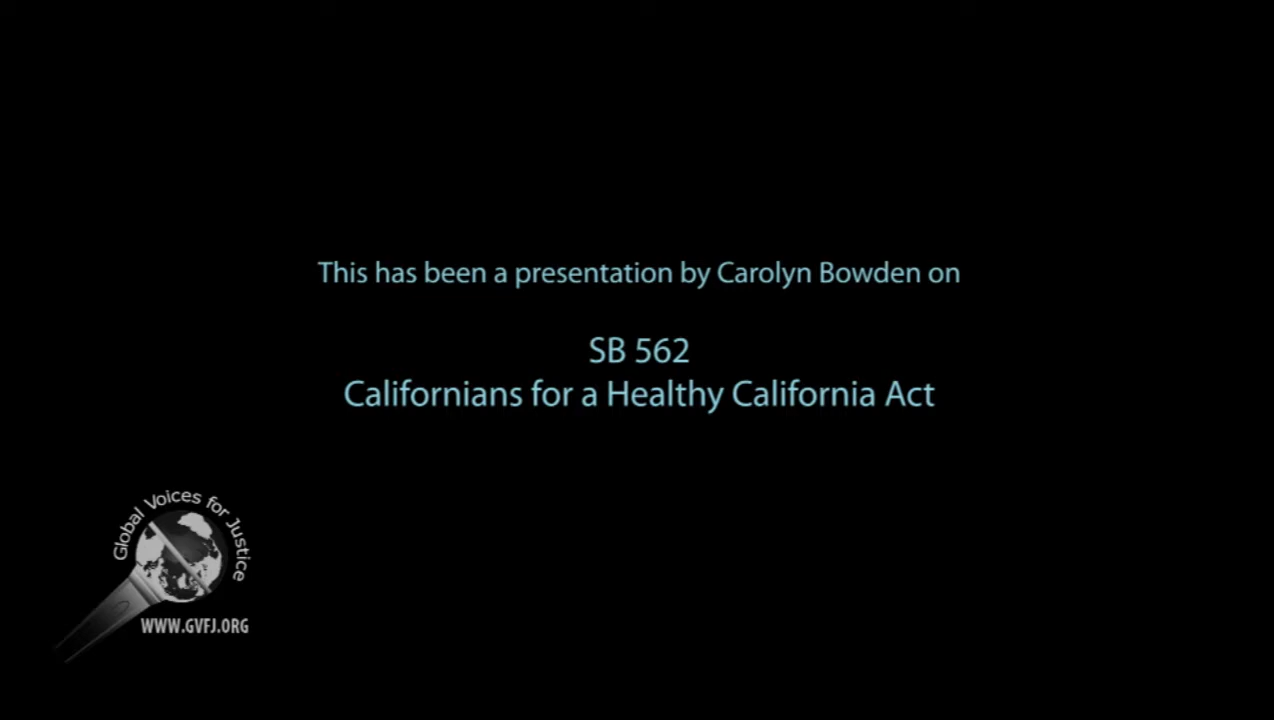 This has been a presentation by Carolyn Bowden on
SB 562
Californians for a Healthy California Act
Global Voices for Justice
WWW.GVFJ.ORG